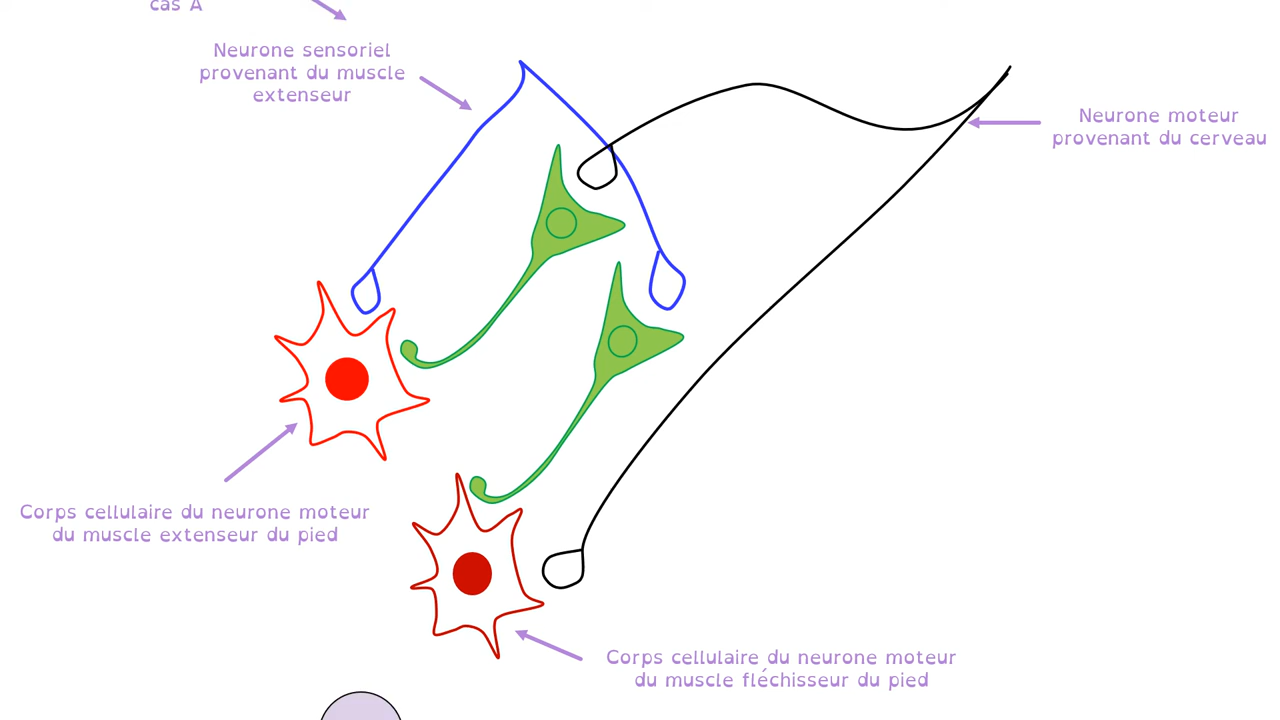 cas A
Neurone sensoriel
provenant du muscle
extenseur
Neurone moteur
provenant du cerveau
Corps cellulaire du neurone moteur
du muscle extenseur du pied
Corps cellulaire du neurone moteur
du muscle fléchisseur du pied